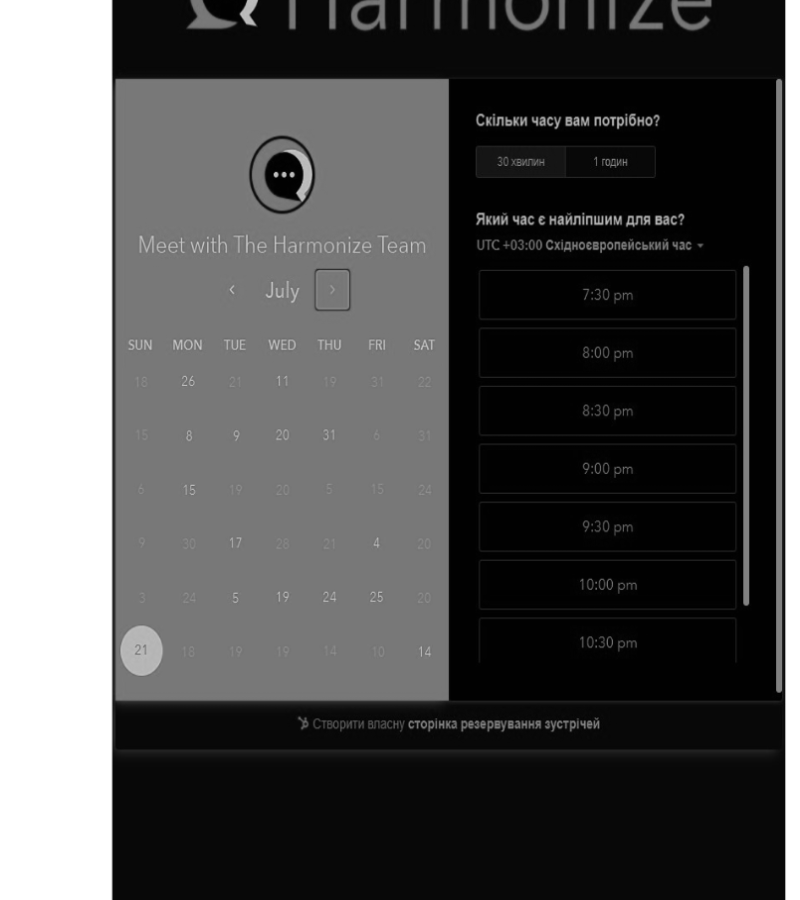 Harmonize
Meet with The Harmonize Team
July
SUN MON TUE WED THU FRI SAT
18 26 21 11 19 31 22
15 8 9 20 31 6 31
6 15 19 20 5 15 24
9 30 17 28 21 4 20
3 24 5 19 24 25 20
21 18 19 19 14 10 14
Скільки часу вам потрібно?
30 хвилин 1 годин
Який час є найліпшим для вас?
UTC +03:00 Східноєвропейський час
7:30 pm
8:00 pm
8:30 pm
9:00 pm
9:30 pm
10:00 pm
10:30 pm
Створити власну сторінка резервування зустрічей